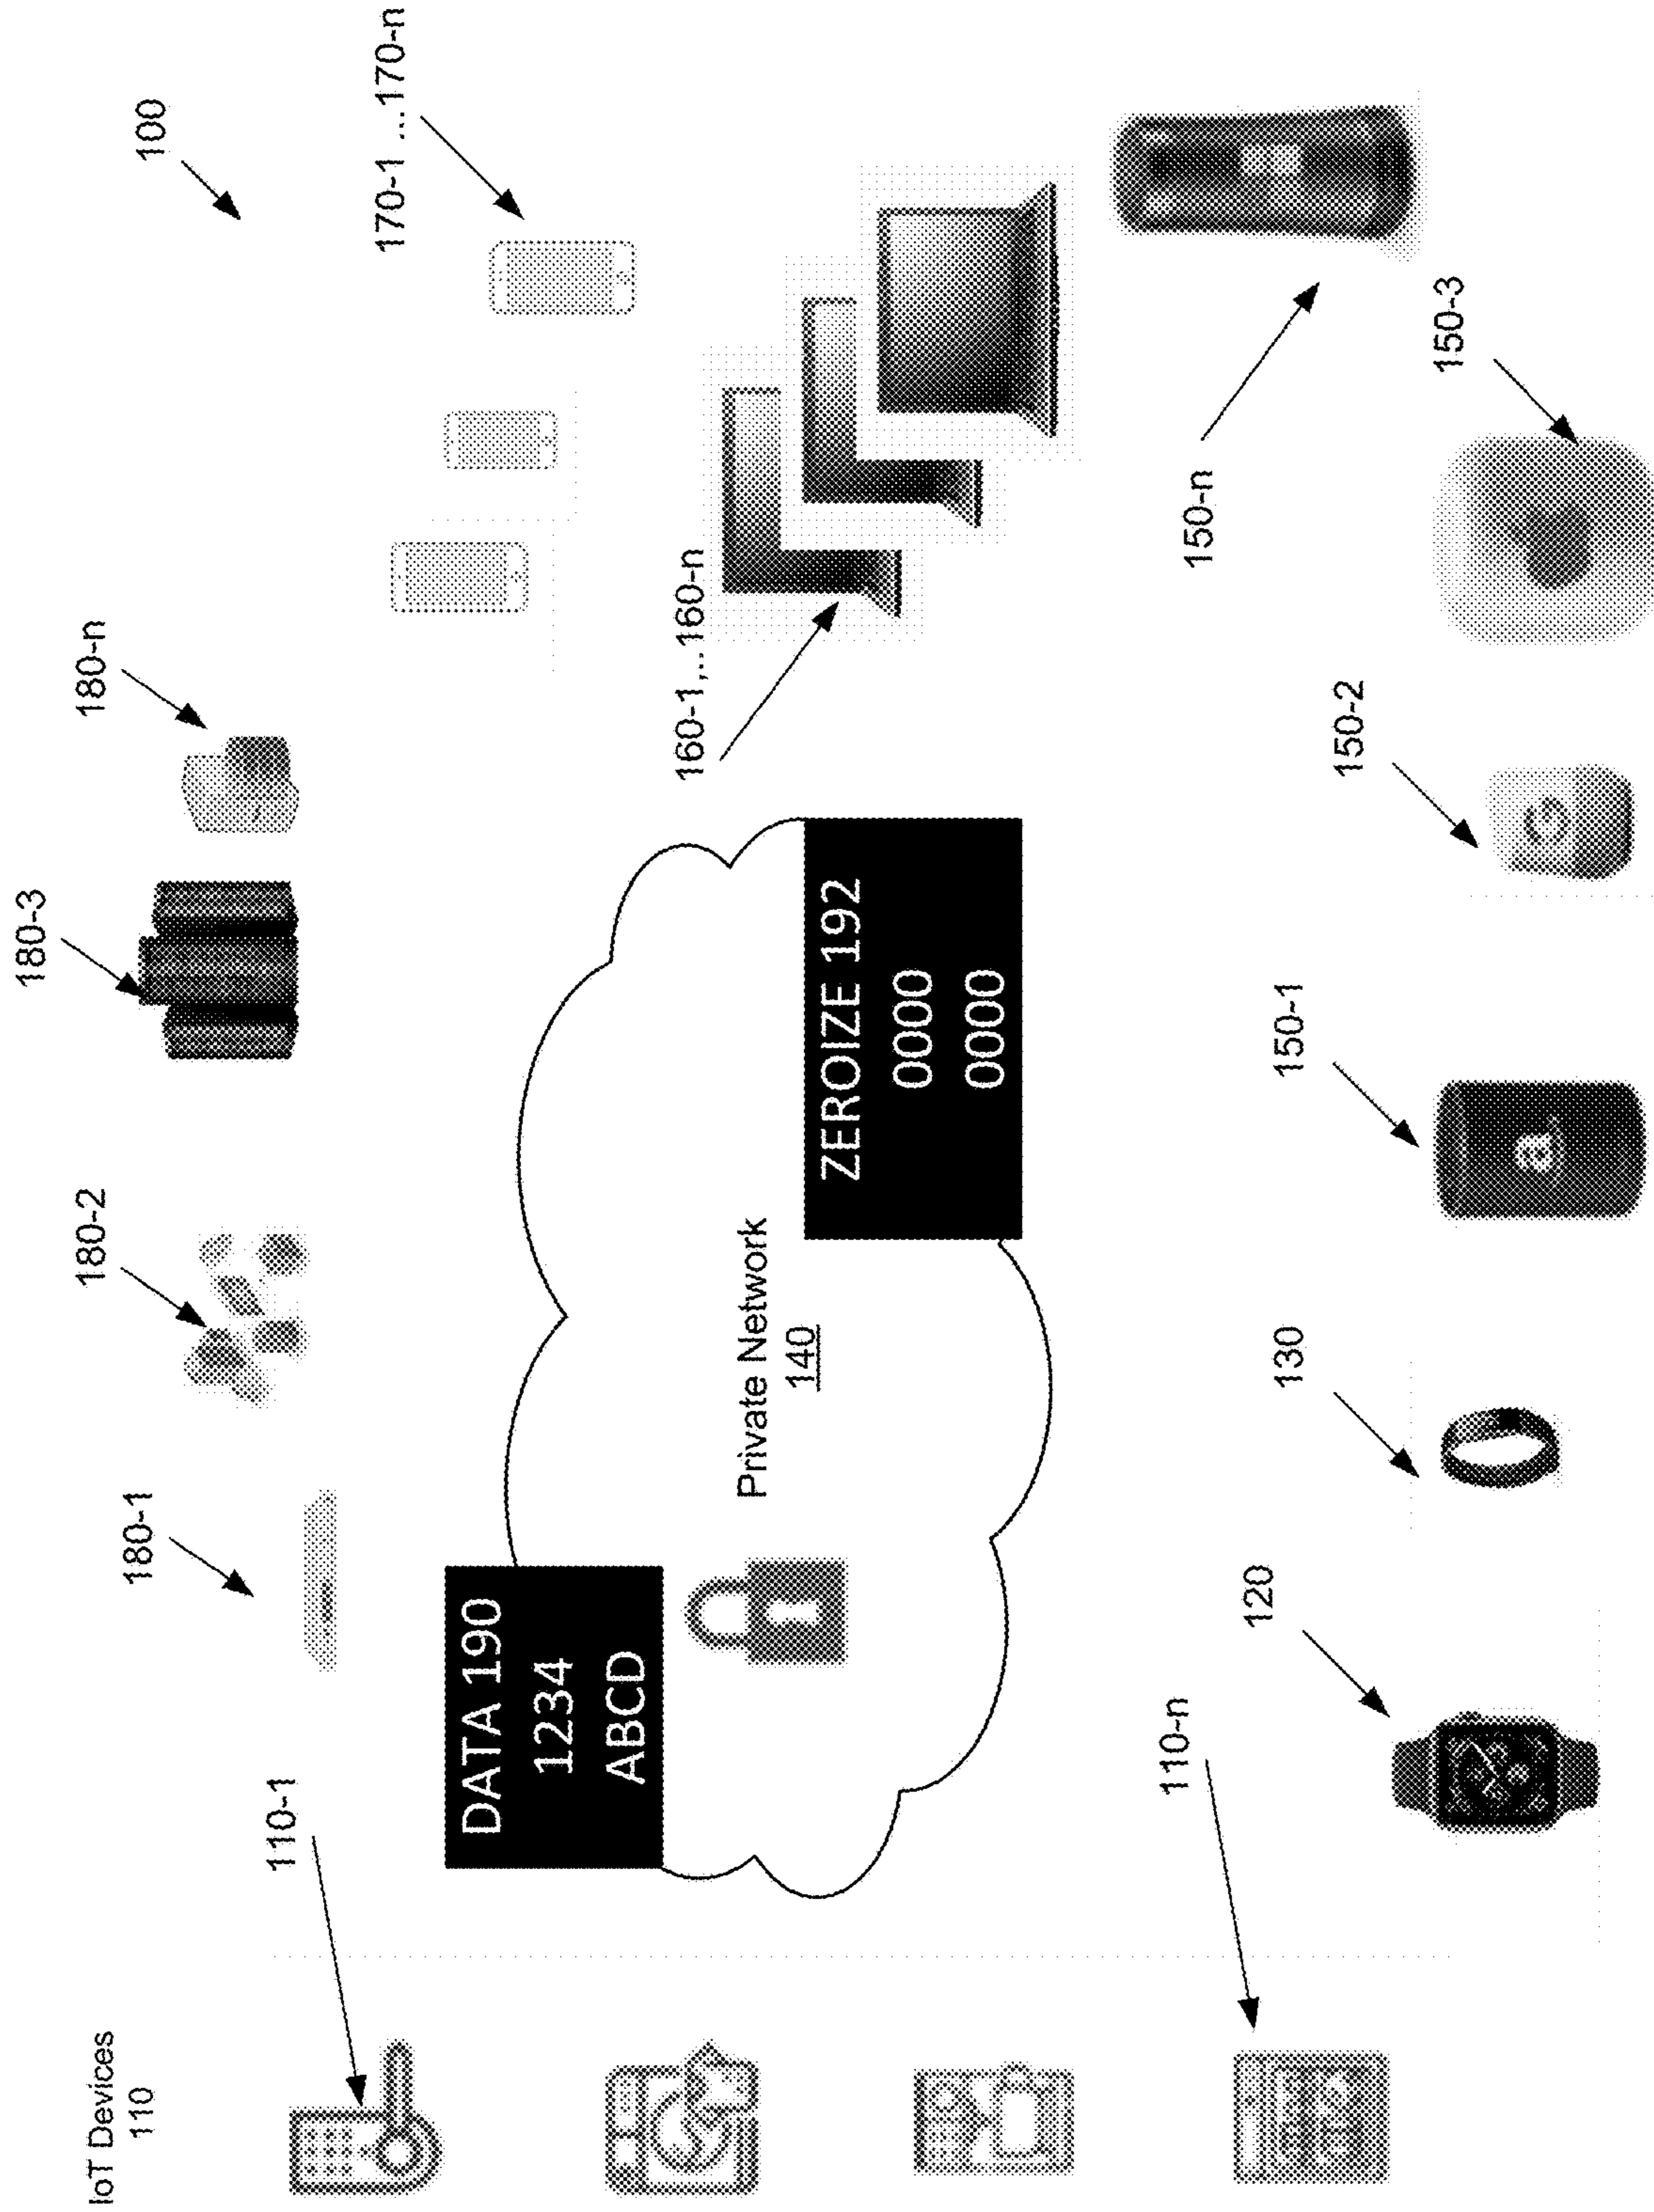 100
180-3
180-n
180-2
180-1
170-1 ...170-n
IoT Devices
110
110-1
DATA 190
1234
ABCD
160-1,...160-n
Private Network
140
ZEROIZE 192
0000
0000
150-n
110-n
120
130
150-1
150-2
150-3
a
G